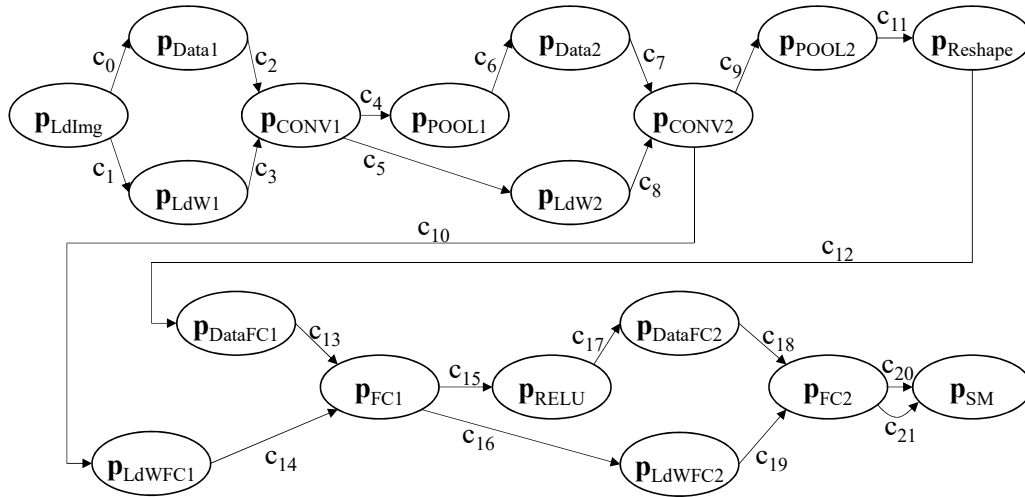 c11
pData1 pData2 pPOOL2 pReshape
c0 c2 c6 c7 c9
c4
pLdImg pCONV1 pPOOL1 pCONV2
c1 c3 c5 c8
pLdW1 pLdW2
c10 c12
pDataFC1 c13 c17 pDataFC2 c18
c15 c20
pFC1 pRELU pFC2 pSM
c16 c21
pLdWFC1 c14 pLdWFC2 c19